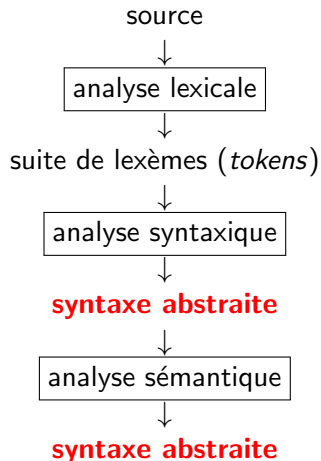 source
analyse lexicale
suite de lexèmes (tokens)
analyse syntaxique
syntaxe abstraite
analyse sémantique
syntaxe abstraite